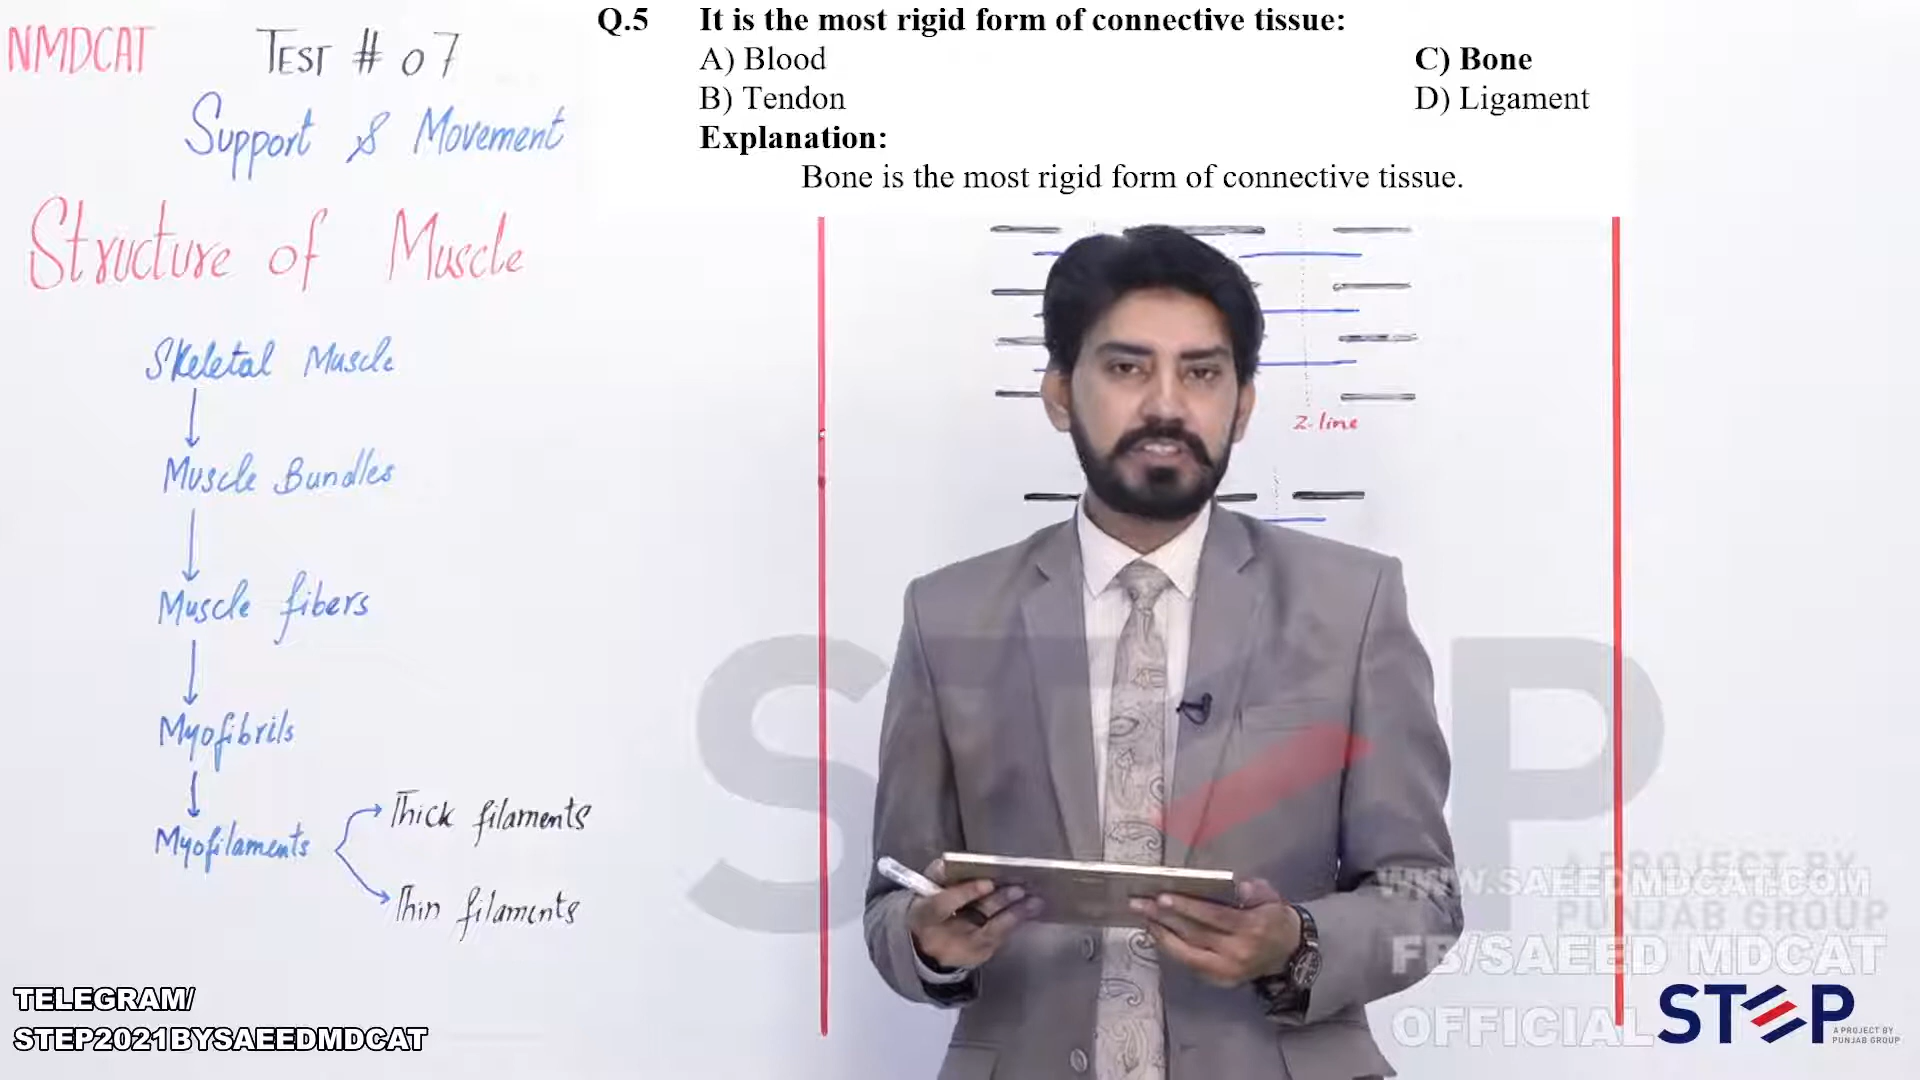 NMDCAT TEST # 07
Support & Movement
Structure of Muscle
Skeletal Muscle
Muscle Bundles
Muscle fibers
Myofibrils
Myofilaments
Thick filaments
Thin filaments
Q.5 It is the most rigid form of connective tissue:
A) Blood C) Bone
B) Tendon D) Ligament
Explanation:
Bone is the most rigid form of connective tissue.
Z-line
STEP
A PROJECT BY
PUNJAB GROUP
WWW.SAEEDMDCAT.COM
FB/SAEED MDCAT
OFFICIAL
TELEGRAM/
STEP2021BYSAEEDMDCAT
STEP
A PROJECT BY
PUNJAB GROUP